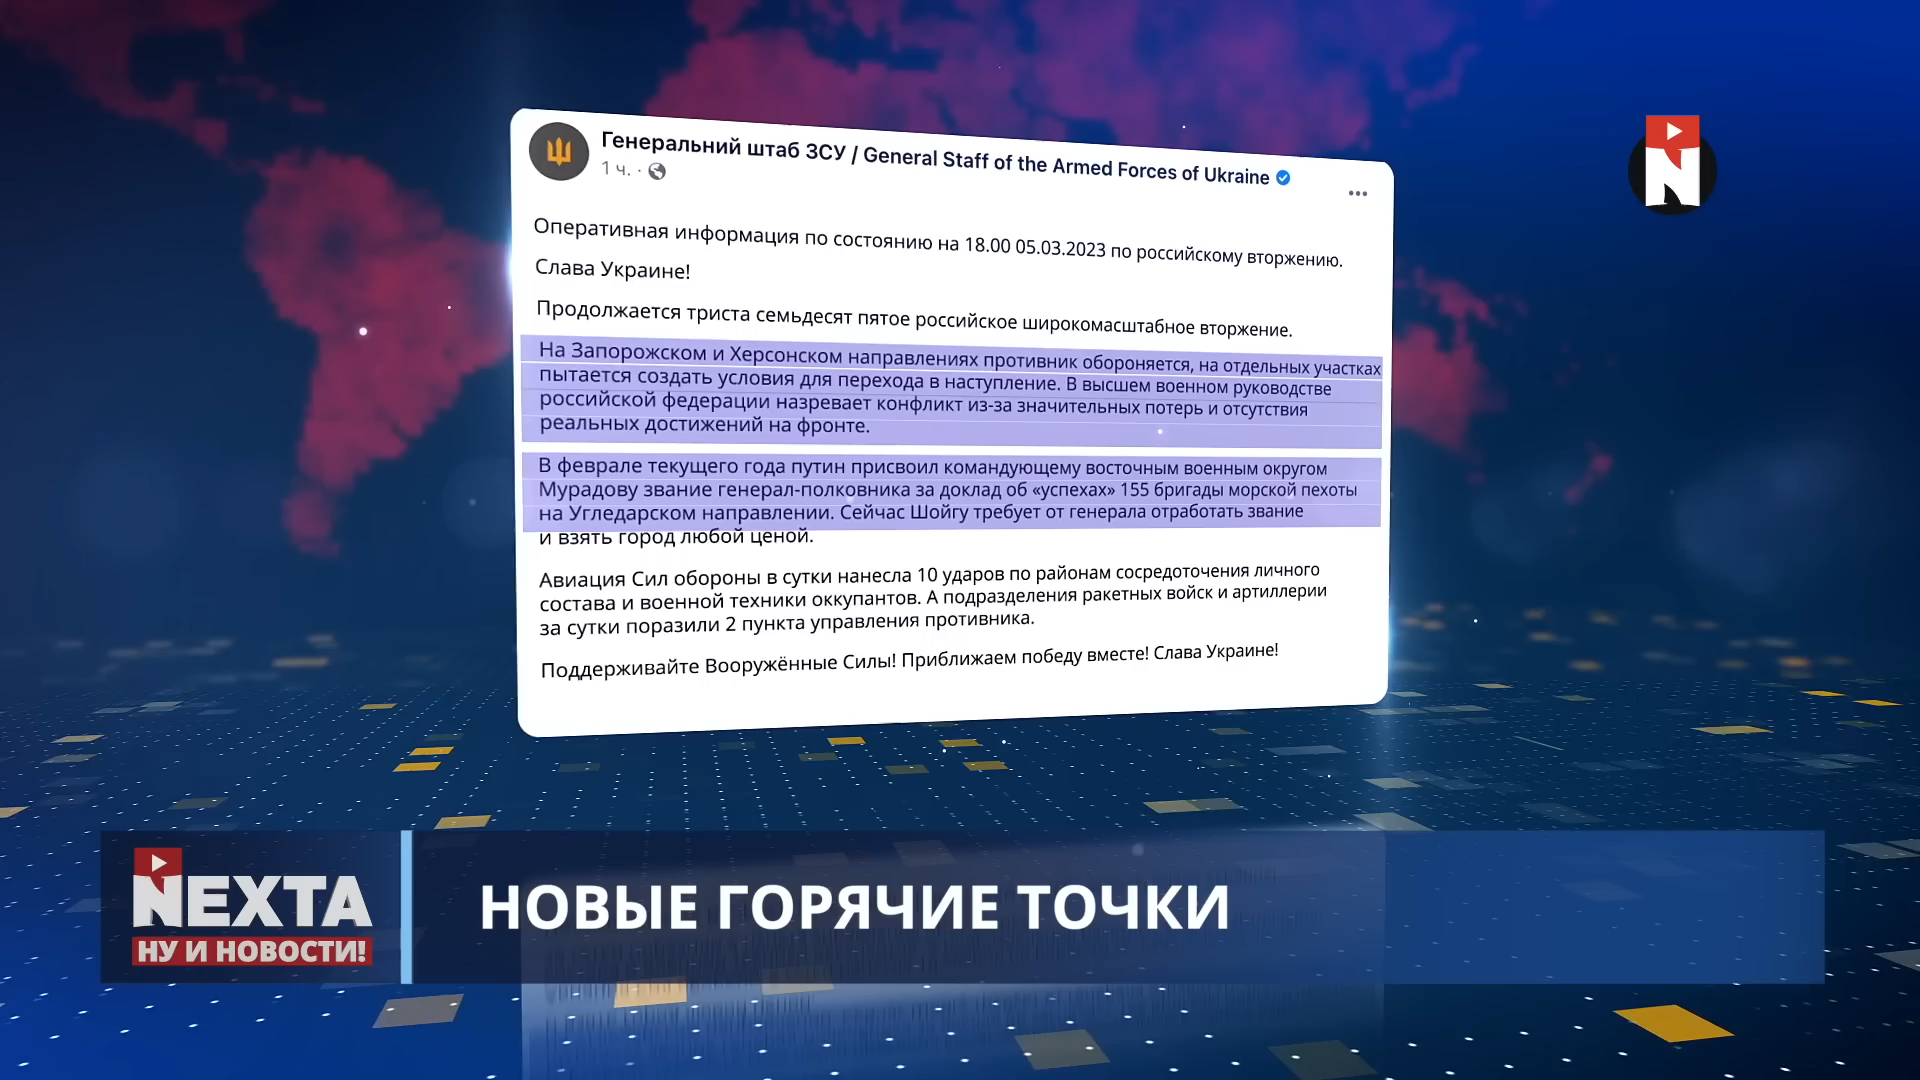 Генеральний штаб ЗСУ / General Staff of the Armed Forces of Ukraine
1 ч. ·
Оперативная информация по состоянию на 18.00 05.03.2023 по российскому вторжению.
Слава Украине!
Продолжается триста семьдесят пятое российское широкомасштабное вторжение.
На Запорожском и Херсонском направлениях противник обороняется, на отдельных участках
пытается создать условия для перехода в наступление. В высшем военном руководстве
российской федерации назревает конфликт из-за значительных потерь и отсутствия
реальных достижений на фронте.
В феврале текущего года путин присвоил командующему восточным военным округом
Мурадову звание генерал-полковника за доклад об «успехах» 155 бригады морской пехоты
на Угледарском направлении. Сейчас Шойгу требует от генерала отработать звание
и взять город любой ценой.
Авиация Сил обороны в сутки нанесла 10 ударов по районам сосредоточения личного
состава и военной техники оккупантов. А подразделения ракетных войск и артиллерии
за сутки поразили 2 пункта управления противника.
Поддерживайте Вооружённые Силы! Приближаем победу вместе! Слава Украине!
N
NEXTA
НУ И НОВОСТИ!
НОВЫЕ ГОРЯЧИЕ ТОЧКИ